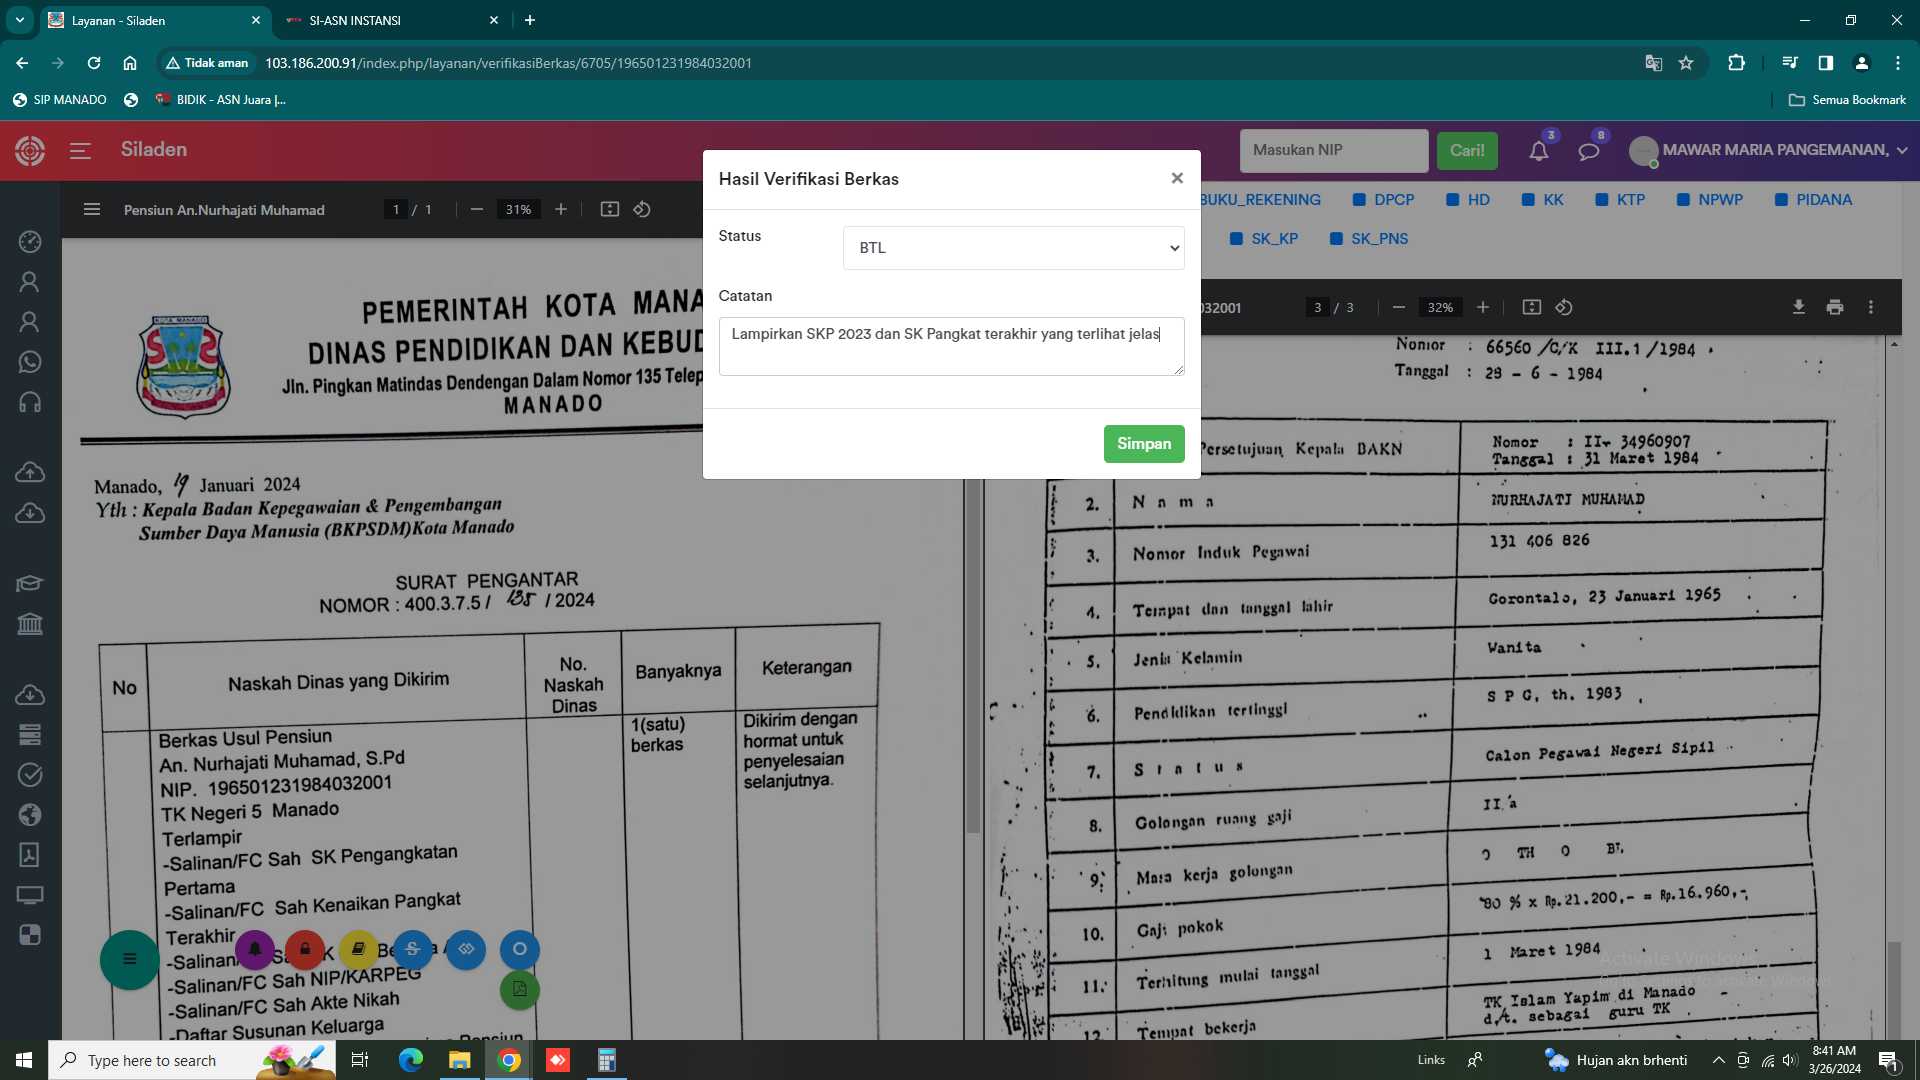 Layanan - Siladen
SI-ASN INSTANSI
Tidak aman
103.186.200.91/index.php/layanan/verifikasiBerkas/6705/196501231984032001
SIP MANADO
BIDIK - ASN Juara |...
Semua Bookmark
Siladen
Masukan NIP
Cari!
3
8
MAWAR MARIA PANGEMANAN,
Pensiun An.Nurhajati Muhamad
1 / 1
31%
Hasil Verifikasi Berkas
Status
BTL
Catatan
Lampirkan SKP 2023 dan SK Pangkat terakhir yang terlihat jelas
Simpan
BUKU_REKENING
DPCP
HD
KK
KTP
NPWP
PIDANA
SK_KP
SK_PNS
032001
3 / 3
32%
PEMERINTAH KOTA MANA
DINAS PENDIDIKAN DAN KEBUD
Jln. Pingkan Matindas Dendengan Dalam Nomor 135 Telep
MANADO
Manado, 19 Januari 2024
Yth : Kepala Badan Kepegawaian & Pengembangan
Sumber Daya Manusia (BKPSDM)Kota Manado
SURAT PENGANTAR
NOMOR : 400.3.7.5 / 135 / 2024
No
Naskah Dinas yang Dikirim
No.
Naskah
Dinas
Banyaknya
Keterangan
Berkas Usul Pensiun
An. Nurhajati Muhamad, S.Pd
NIP. 196501231984032001
TK Negeri 5 Manado
Terlampir
-Salinan/FC Sah SK Pengangkatan
Pertama
-Salinan/FC Sah Kenaikan Pangkat
Terakhir
-Salinan
-Salinan/FC Sah NIP/KARPEG
-Salinan/FC Sah Akte Nikah
-Daftar Susunan Keluarga
Pensiun
1(satu)
berkas
Dikirim dengan
hormat untuk
penyelesaian
selanjutnya.
Nomor : 66560 /C/K III.1 /1984
Tanggal : 28 - 6 - 1984
Persetujuan Kepala BAKN
Nomor : II- 34960907
Tanggal : 31 Maret 1984
2. N a m a
NURHAJATI MUHAMAD
3. Nomor Induk Pegawai
131 406 826
4. Tempat dan tanggal lahir
Gorontalo, 23 Januari 1965
5. Jenis Kelamin
Wanita
6. Pendidikan tertinggi
S P G, th. 1983
7. S t a t u s
Calon Pegawai Negeri Sipil
8. Golongan ruang gaji
II/a
9. Masa kerja golongan
0 TH 0 BL
10. Gaji pokok
80 % x Rp.21.200,- = Rp.16.960,-
11. Terhitung mulai tanggal
1 Maret 1984
12. Tempat bekerja
TK Islam Yapim di Manado
d/t. sebagai guru TK
Activate Windows
Type here to search
Links
Hujan akn brhenti
8:41 AM
3/26/2024
1